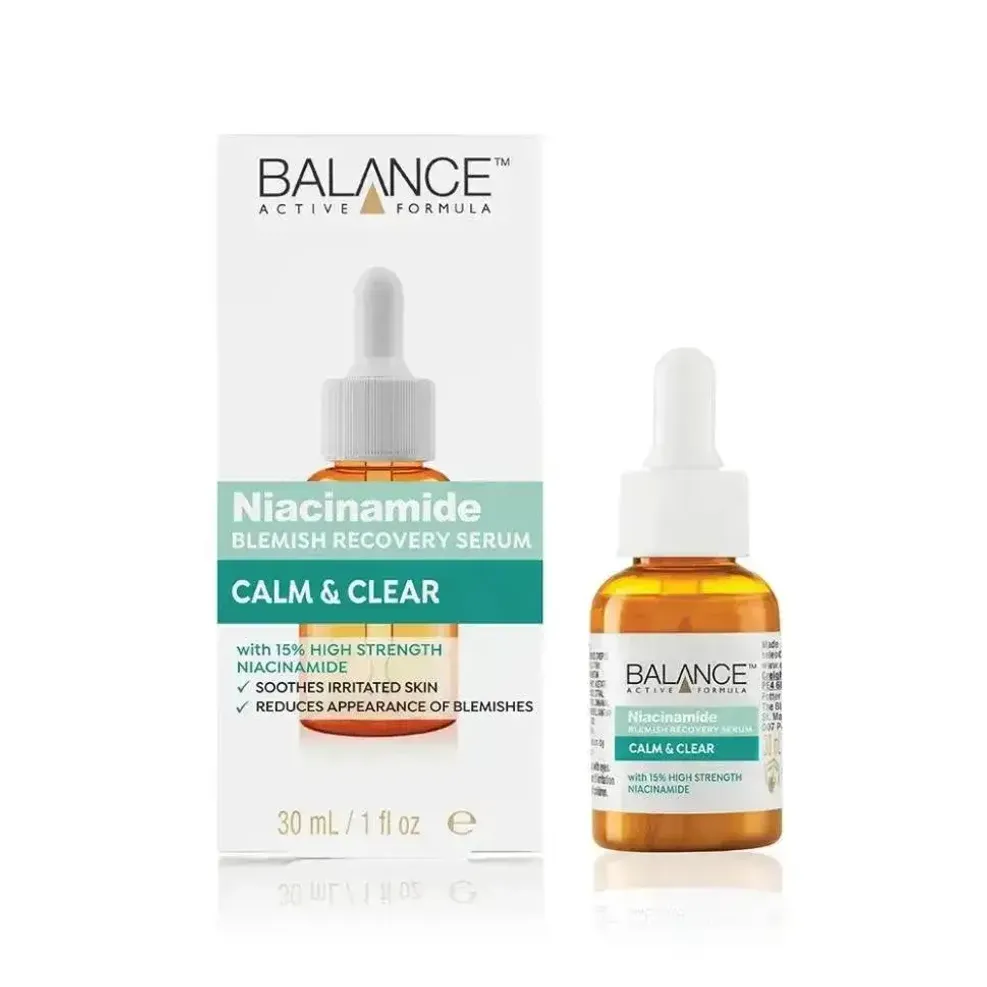 BALANCE™
ACTIVE FORMULA
Niacinamide
BLEMISH RECOVERY SERUM
CALM & CLEAR
with 15% HIGH STRENGTH
NIACINAMIDE
✓ SOOTHES IRRITATED SKIN
✓ REDUCES APPEARANCE OF BLEMISHES
30 mL / 1 fl oz ℮
BALANCE™
ACTIVE FORMULA
Niacinamide
BLEMISH RECOVERY SERUM
CALM & CLEAR
with 15% HIGH STRENGTH
NIACINAMIDE
Made